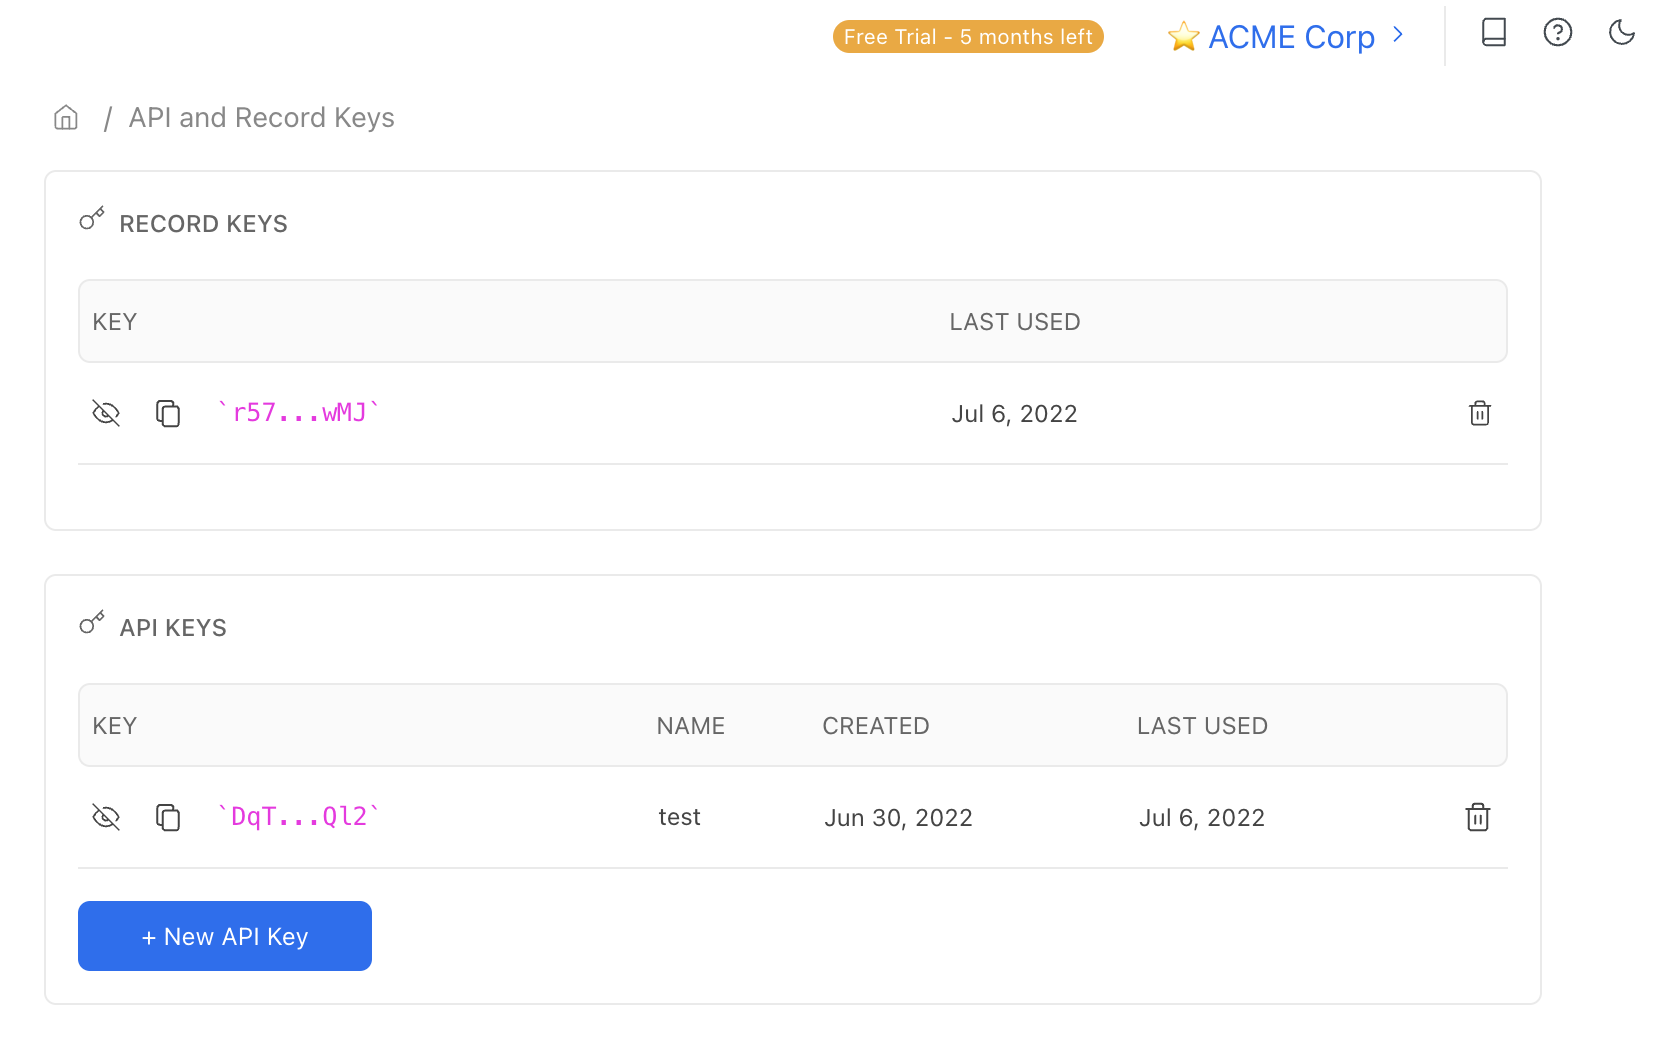 Free Trial - 5 months left
⭐ ACME Corp
/ API and Record Keys
RECORD KEYS
KEY LAST USED
`r57...wMJ` Jul 6, 2022
API KEYS
KEY NAME CREATED LAST USED
`DqT...Ql2` test Jun 30, 2022 Jul 6, 2022
+ New API Key